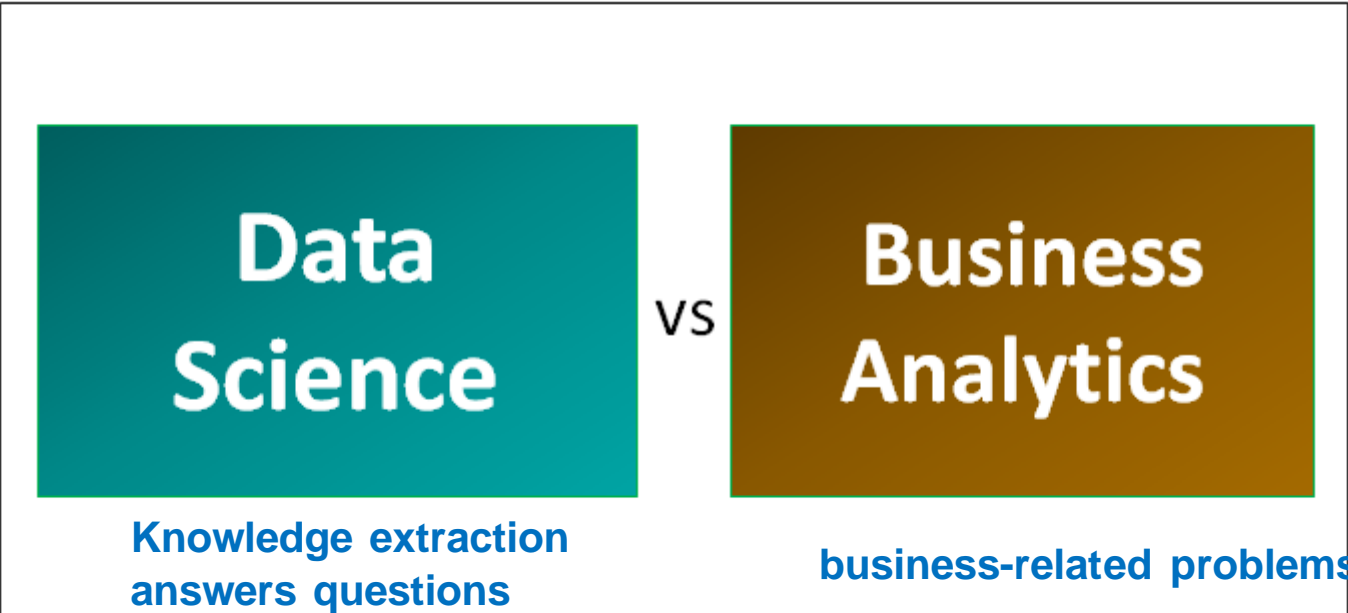 Data
Science
vs
Business
Analytics
Knowledge extraction
answers questions
business-related problems